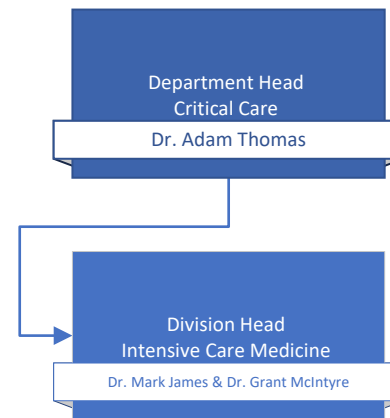 Department Head
Critical Care
Dr. Adam Thomas
Division Head
Intensive Care Medicine
Dr. Mark James & Dr. Grant McIntyre